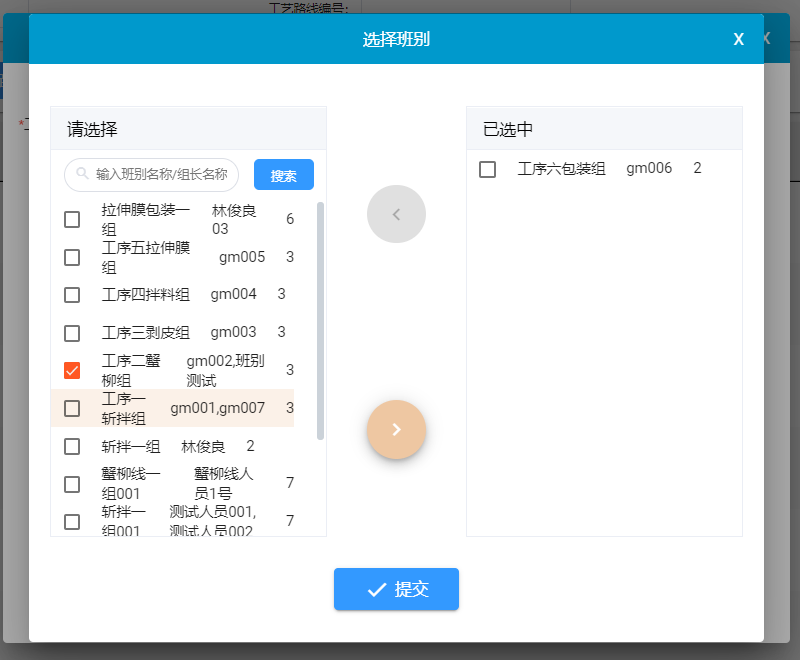 工艺路线编号:
选择班别
X
X
请选择
输入班别名称/组长名称
搜索
拉伸膜包装一
组
林俊良
03
6
工序五拉伸膜
组
gm005
3
工序四拌料组 gm004 3
工序三剥皮组 gm003 3
工序二蟹
柳组
gm002,班别
测试
3
工序一
斩拌组
gm001,gm007
3
斩拌一组 林俊良 2
蟹柳线一
组001
蟹柳线人
员1号
7
斩拌一
组001
测试人员001,
测试人员002
7
已选中
工序六包装组 gm006 2
提交